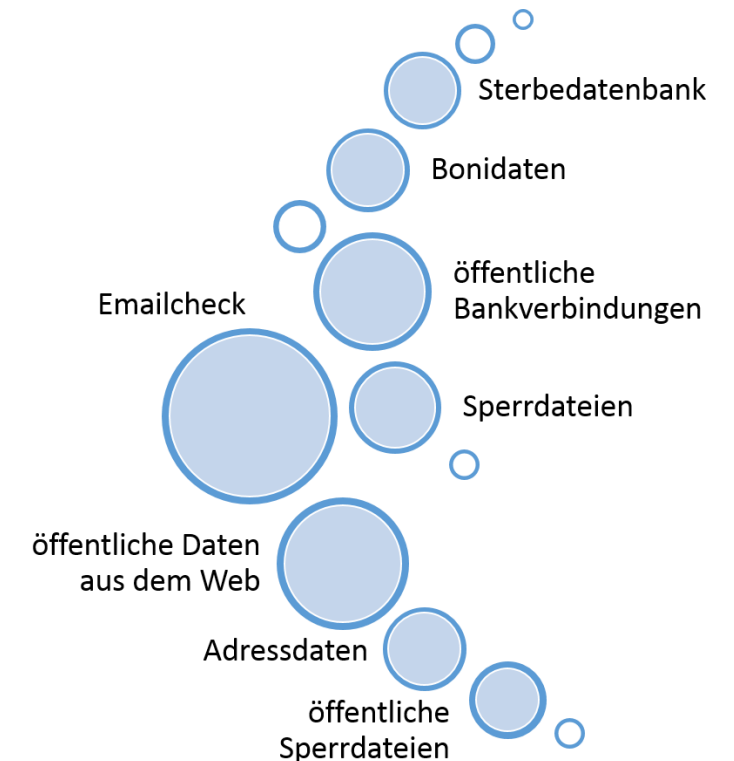 Sterbedatenbank
Bonidaten
öffentliche
Bankverbindungen
Emailcheck
Sperrdateien
öffentliche Daten
aus dem Web
Adressdaten
öffentliche
Sperrdateien